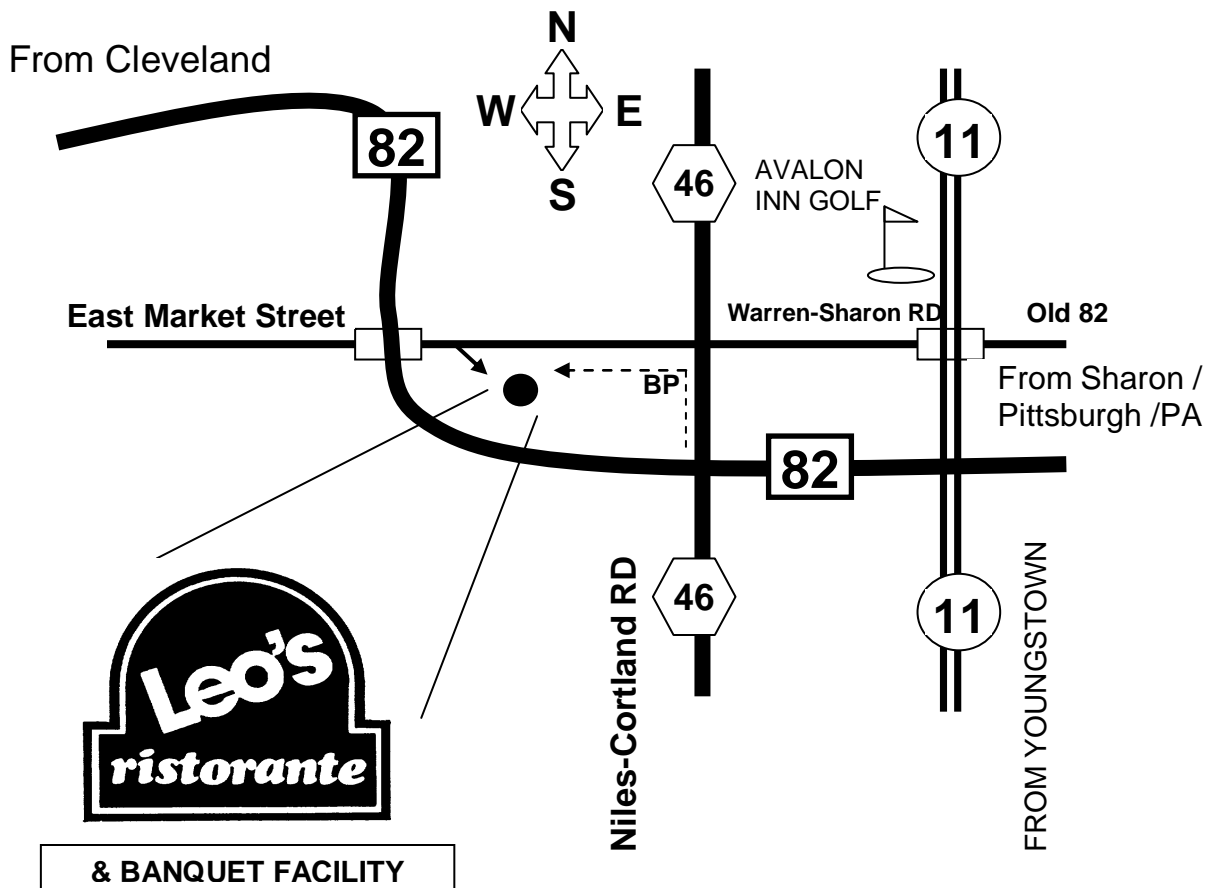 N
From Cleveland
W E
82
S
46
AVALON
INN GOLF
11
East Market Street
Warren-Sharon RD
Old 82
BP
From Sharon /
Pittsburgh /PA
82
Niles-Cortland RD
46
11
FROM YOUNGSTOWN
Leo's
ristorante
& BANQUET FACILITY